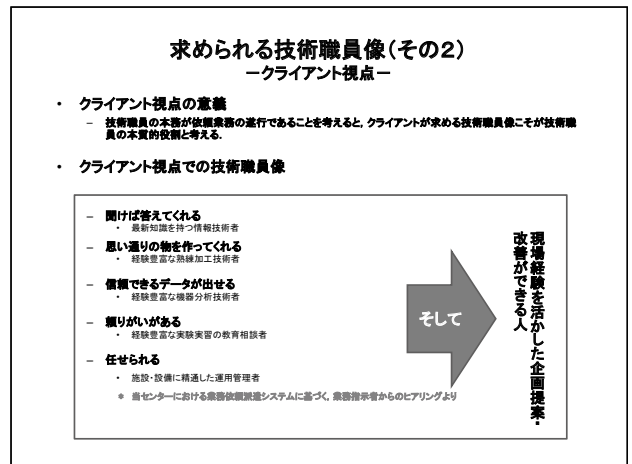 求められる技術職員像(その2)
−クライアント視点−
・ クライアント視点の意義
– 技術職員の本務が依頼業務の遂行であることを考えると, クライアントが求める技術職員像こそが技術職
員の本質的役割と考える.
・ クライアント視点での技術職員像
– 聞けば答えてくれる
・ 最新知識を持つ情報技術者
– 思い通りの物を作ってくれる
・ 経験豊富な熟練加工技術者
– 信頼できるデータが出せる
・ 経験豊富な機器分析技術者
– 頼りがいがある
・ 経験豊富な実験実習の教育相談者
– 任せられる
・ 施設・設備に精通した運用管理者
* 当センターにおける業務依頼派遣システムに基づく, 業務指示者からのヒアリングより
そして
現場経験を活かした企画提案・
改善ができる人